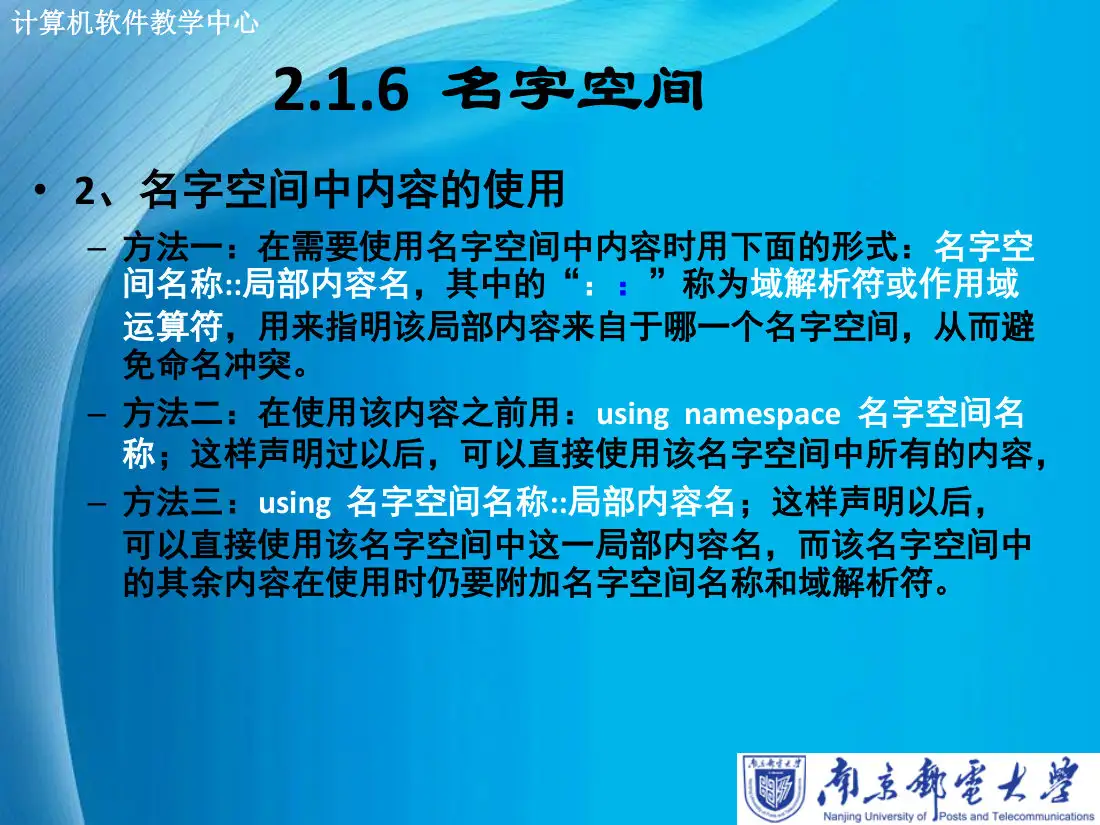 计算机软件教学中心
2.1.6 名字空间
• 2、名字空间中内容的使用
– 方法一：在需要使用名字空间中内容时用下面的形式：名字空
间名称::局部内容名，其中的“：：”称为域解析符或作用域
运算符，用来指明该局部内容来自于哪一个名字空间，从而避
免命名冲突。
– 方法二：在使用该内容之前用：using namespace 名字空间名
称；这样声明过以后，可以直接使用该名字空间中所有的内容，
– 方法三：using 名字空间名称::局部内容名；这样声明以后，
可以直接使用该名字空间中这一局部内容名，而该名字空间中
的其余内容在使用时仍要附加名字空间名称和域解析符。
南京邮电大学
Nanjing University of Posts and Telecommunications